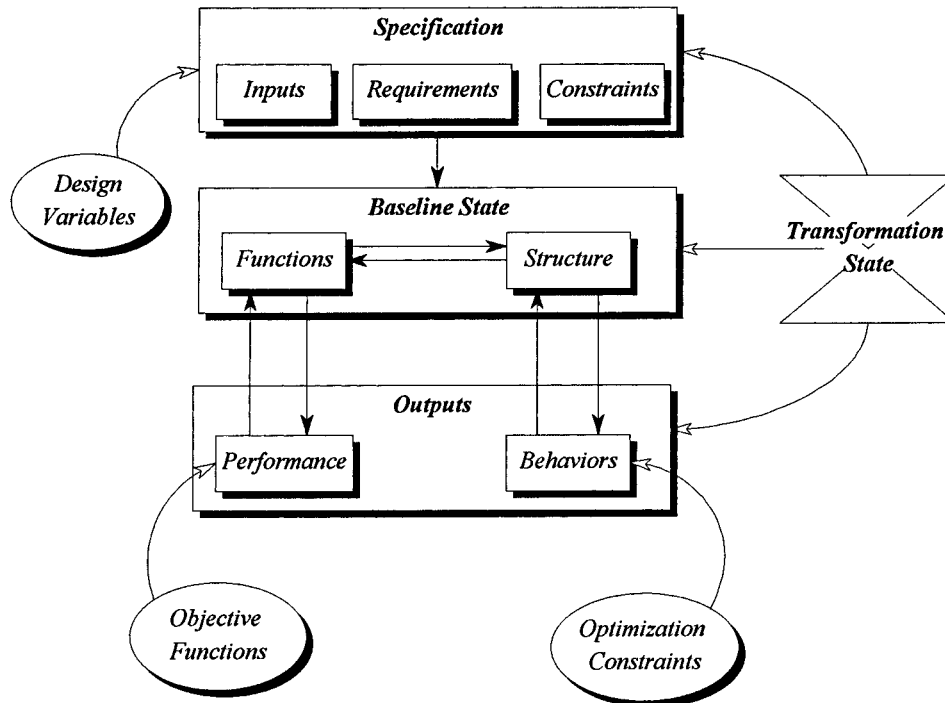 Specification
Inputs
Requirements
Constraints
Design
Variables
Baseline State
Functions
Structure
Transformation
State
Outputs
Performance
Behaviors
Objective
Functions
Optimization
Constraints